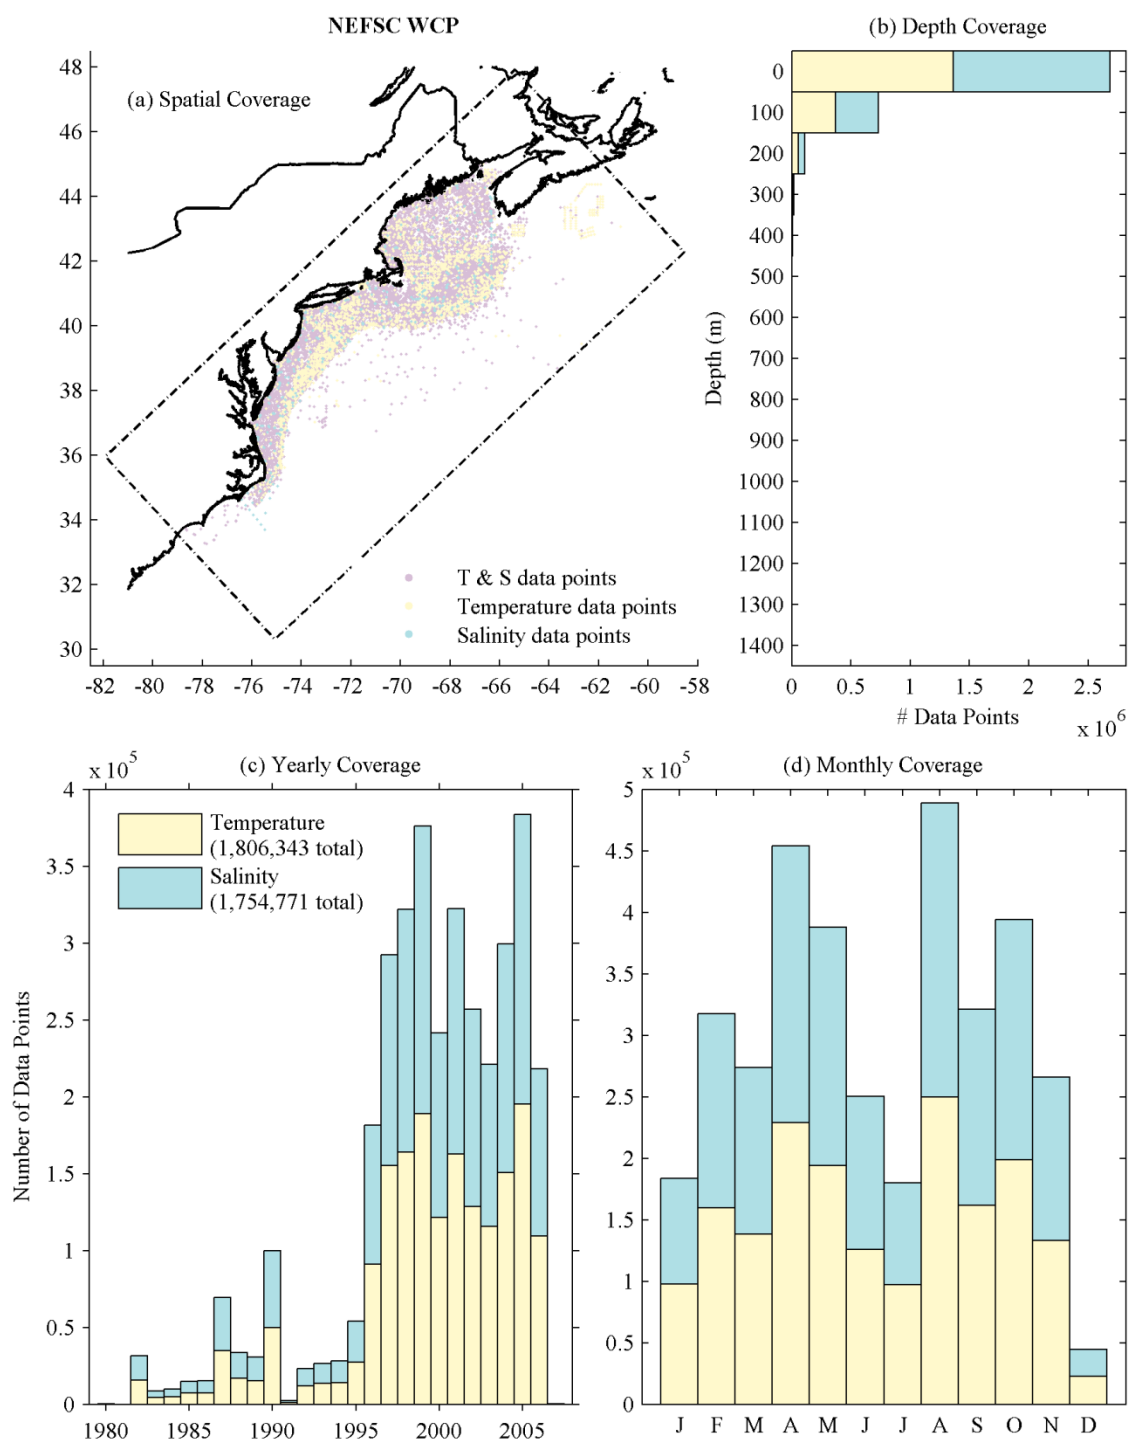 NEFSC WCP
(a) Spatial Coverage
48
46
44
42
40
38
36
34
32
30
-82 -80 -78 -76 -74 -72 -70 -68 -66 -64 -62 -60 -58
T & S data points
Temperature data points
Salinity data points
(b) Depth Coverage
Depth (m)
0
100
200
300
400
500
600
700
800
900
1000
1100
1200
1300
1400
0 0.5 1 1.5 2 2.5
# Data Points
x 10^6
x 10^5
(c) Yearly Coverage
Number of Data Points
4
3.5
3
2.5
2
1.5
1
0.5
0
Temperature
(1,806,343 total)
Salinity
(1,754,771 total)
1980 1985 1990 1995 2000 2005
x 10^5
(d) Monthly Coverage
5
4.5
4
3.5
3
2.5
2
1.5
1
0.5
0
J F M A M J J A S O N D